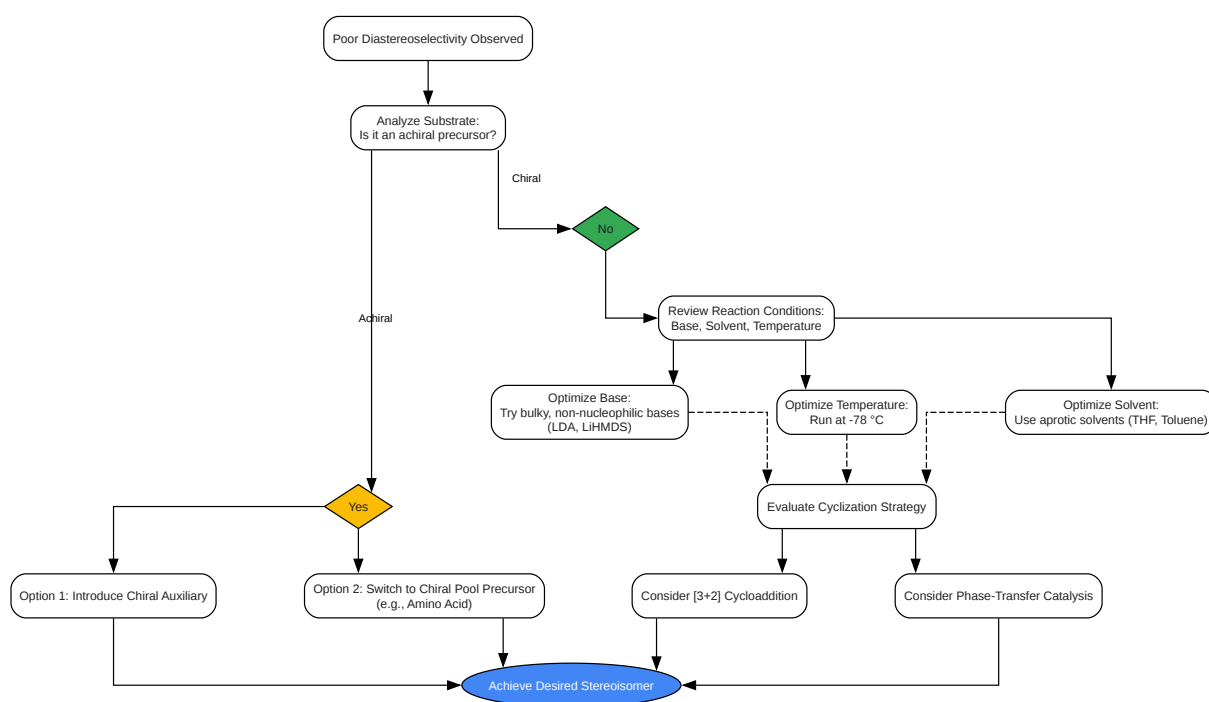 Poor Diastereoselectivity Observed
Analyze Substrate:
Is it an achiral precursor?
Chiral
No
Achiral
Review Reaction Conditions:
Base, Solvent, Temperature
Optimize Base:
Try bulky, non-nucleophilic bases
(LDA, LiHMDS)
Optimize Temperature:
Run at -78 °C
Optimize Solvent:
Use aprotic solvents (THF, Toluene)
Yes
Evaluate Cyclization Strategy
Option 1: Introduce Chiral Auxiliary
Option 2: Switch to Chiral Pool Precursor
(e.g., Amino Acid)
Consider [3+2] Cycloaddition
Consider Phase-Transfer Catalysis
Achieve Desired Stereoisomer